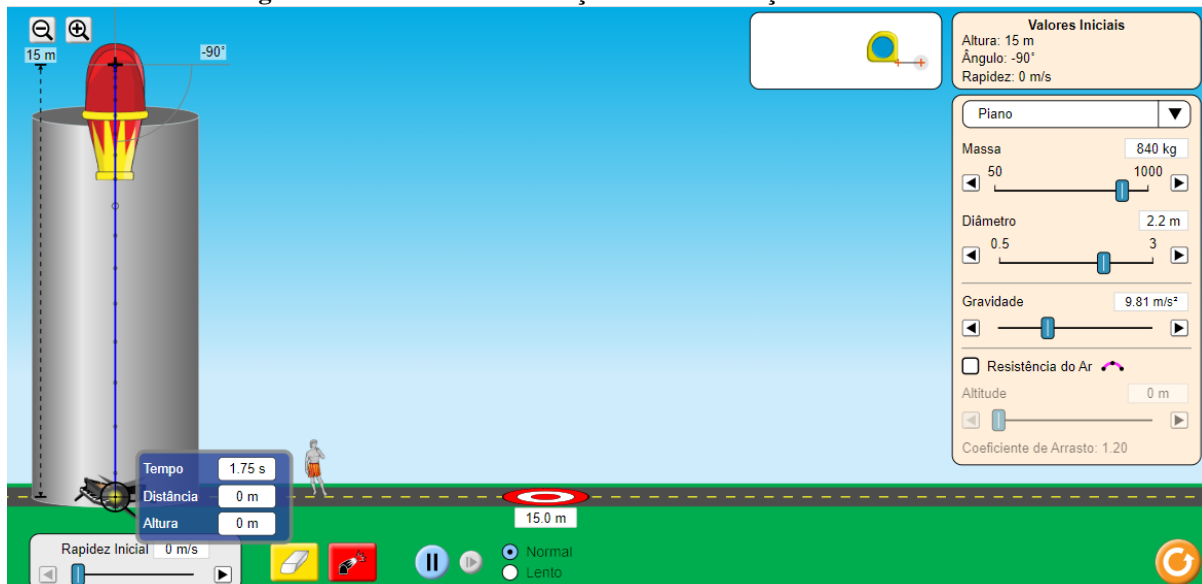 15 m
-90°
Valores Iniciais
Altura: 15 m
Ângulo: -90°
Rapidez: 0 m/s
Piano
Massa 840 kg
50 1000
Diâmetro 2.2 m
0.5 3
Gravidade 9.81 m/s²
Resistência do Ar
Altitude 0 m
Coeficiente de Arrasto: 1.20
Tempo 1.75 s
Distância 0 m
Altura 0 m
15.0 m
Rapidez Inicial 0 m/s
Normal
Lento